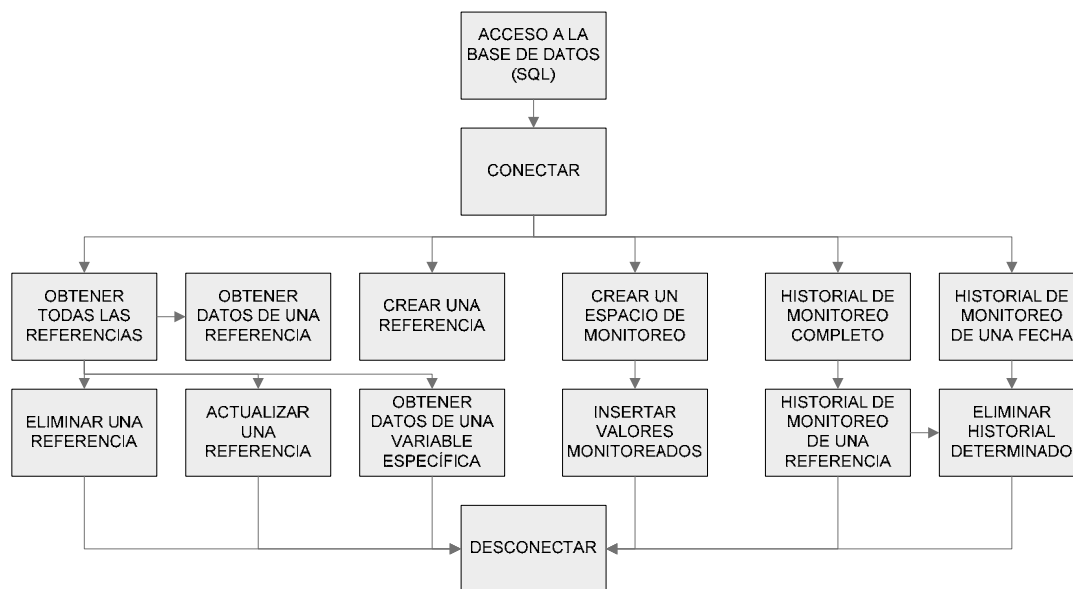 ACCESO A LA
BASE DE DATOS
(SQL)
CONECTAR
OBTENER
TODAS LAS
REFERENCIAS
OBTENER
DATOS DE UNA
REFERENCIA
CREAR UNA
REFERENCIA
CREAR UN
ESPACIO DE
MONITOREO
HISTORIAL DE
MONITOREO
COMPLETO
HISTORIAL DE
MONITOREO
DE UNA FECHA
ELIMINAR UNA
REFERENCIA
ACTUALIZAR
UNA
REFERENCIA
OBTENER
DATOS DE UNA
VARIABLE
ESPECÍFICA
INSERTAR
VALORES
MONITOREADOS
HISTORIAL DE
MONITOREO
DE UNA
REFERENCIA
ELIMINAR
HISTORIAL
DETERMINADO
DESCONECTAR